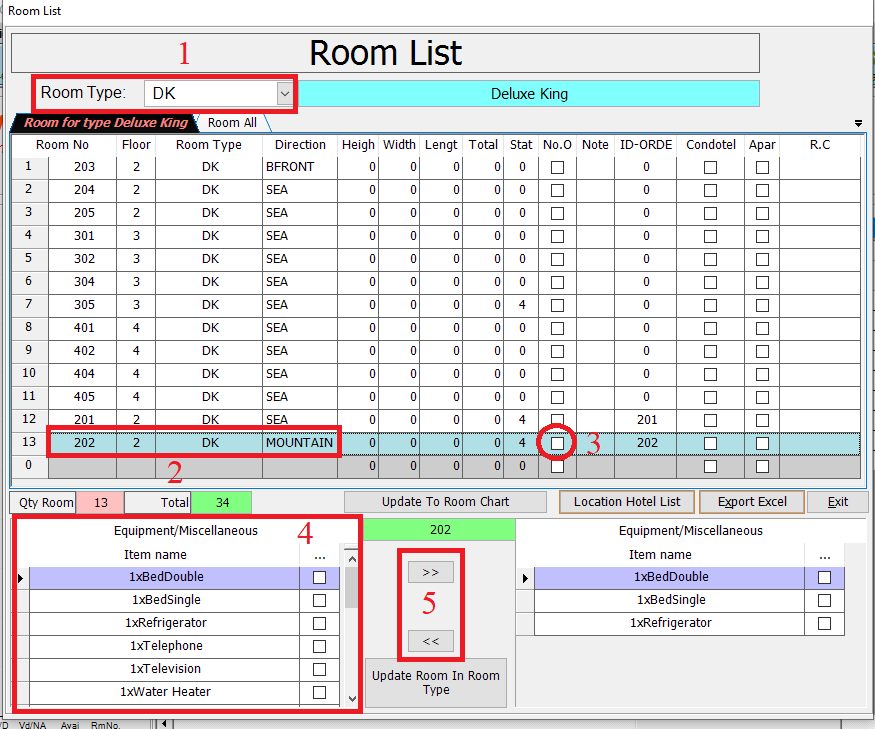 Room List
1
Room List
Room Type: DK Deluxe King
Room for type Deluxe King Room All
Room No Floor Room Type Direction Heigh Width Lengt Total Stat No.O Note ID-ORDE Condotel Apar R.C
1 203 2 DK BFRONT 0 0 0 0 0 0
2 204 2 DK SEA 0 0 0 0 0 0
3 205 2 DK SEA 0 0 0 0 0 0
4 301 3 DK SEA 0 0 0 0 0 0
5 302 3 DK SEA 0 0 0 0 0 0
6 304 3 DK SEA 0 0 0 0 0 0
7 305 3 DK SEA 0 0 0 0 4 0
8 401 4 DK SEA 0 0 0 0 0 0
9 402 4 DK SEA 0 0 0 0 0 0
10 404 4 DK SEA 0 0 0 0 0 0
11 405 4 DK SEA 0 0 0 0 0 0
12 201 2 DK SEA 0 0 0 0 4 201
13 202 2 DK MOUNTAIN 0 0 0 0 4 202
3
0 0 0 0 0 0
2
Qty Room 13 Total 34 Update To Room Chart Location Hotel List Export Excel Exit
Equipment/Miscellaneous 4 202 Equipment/Miscellaneous
Item name ... Item name ...
1xBedDouble >> 1xBedDouble
1xBedSingle 5 1xBedSingle
1xRefrigerator 1xRefrigerator
1xTelephone <<
1xTelevision Update Room In Room
1xWater Heater Type
/D Vd/NA Avai RmNo.